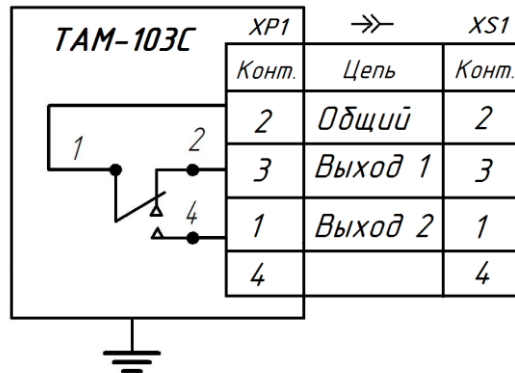 ТАМ-103С
XP1 XS1
Конт. Цепь Конт.
2 Общий 2
3 Выход 1 3
1 Выход 2 1
4 4
1 2
4